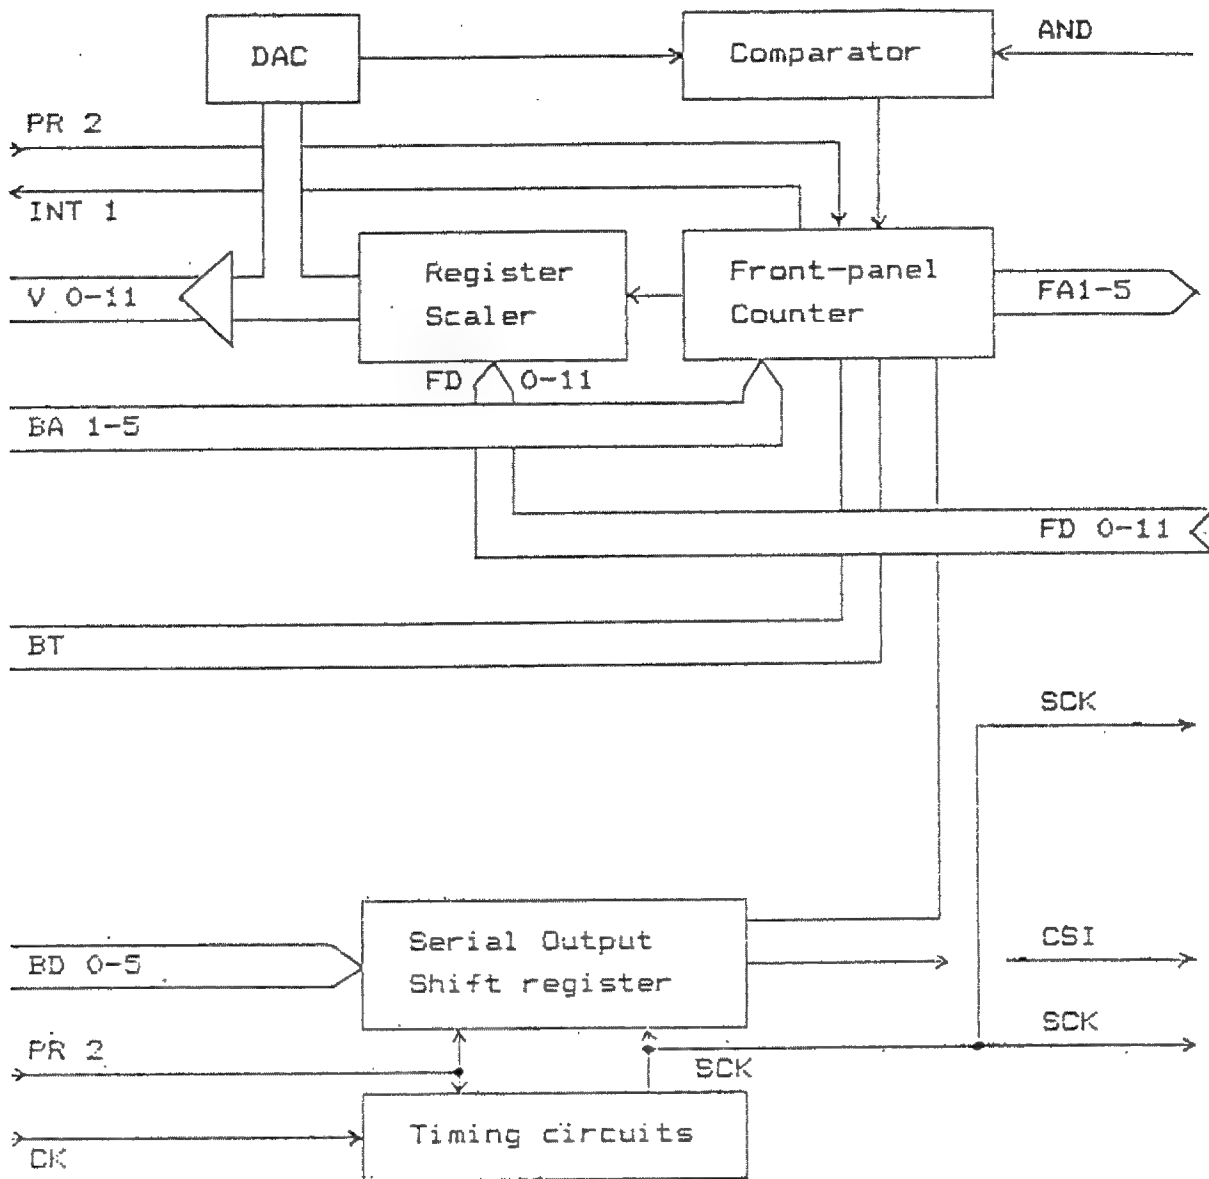 DAC
Comparator
AND
PR 2
INT 1
V 0-11
Register
Scaler
Front-panel
Counter
FA1-5
FD 0-11
BA 1-5
FD 0-11
BT
SCK
Serial Output
Shift register
BD 0-5
CSI
SCK
PR 2
SCK
Timing circuits
CK